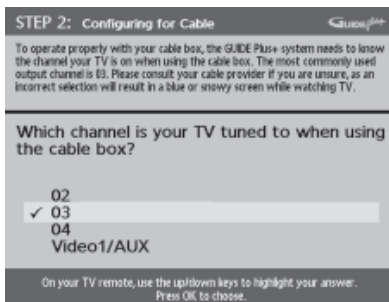 STEP 2: Configuring for Cable
GUIDE Plus+
To operate properly with your cable box, the GUIDE Plus+ system needs to know
the channel your TV is on when using the cable box. The most commonly used
output channel is 03. Please consult your cable provider if you are unsure, as an
incorrect selection will result in a blue or snowy screen while watching TV.
Which channel is your TV tuned to when using
the cable box?
02
✓ 03
04
Video1/AUX
On your TV remote, use the up/down keys to highlight your answer.
Press OK to choose.